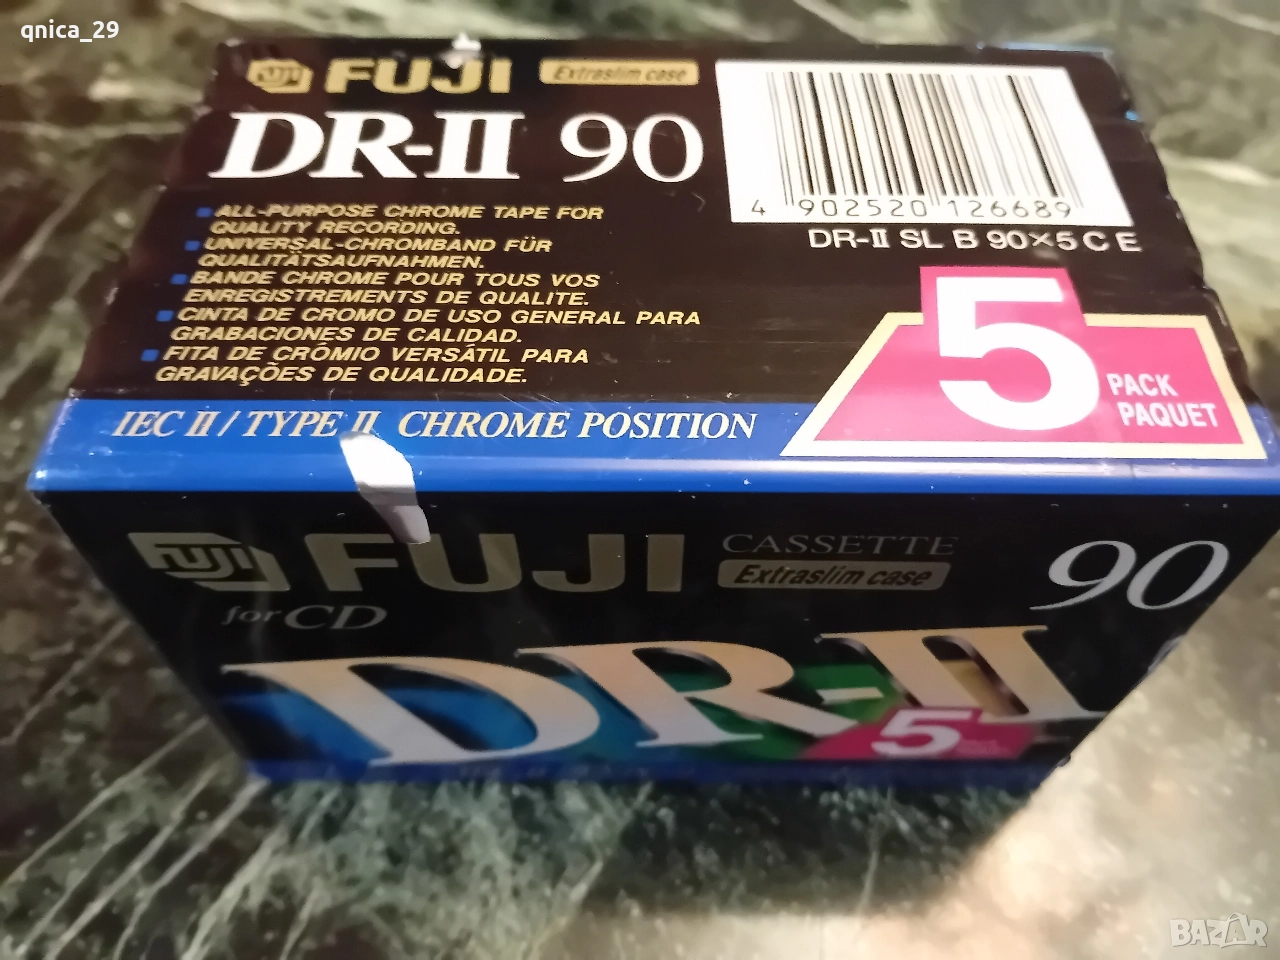 qnica_29
FUJI FUJI Extraslim case
DR-II 90
4 902520 126689
DR-II SL B 90×5 C E
ALL-PURPOSE CHROME TAPE FOR
QUALITY RECORDING.
UNIVERSAL-CHROMBAND FÜR
QUALITÄTSAUFNAHMEN.
BANDE CHROME POUR TOUS VOS
ENREGISTREMENTS DE QUALITE.
CINTA DE CROMO DE USO GENERAL PARA
GRABACIONES DE CALIDAD.
FITA DE CRÔMIO VERSÁTIL PARA
GRAVAÇÕES DE QUALIDADE.
5 PACK
PAQUET
IEC II / TYPE II CHROME POSITION
FUJI FUJI CASSETTE
Extraslim case
90
for CD
DR-II
5
BAZAR